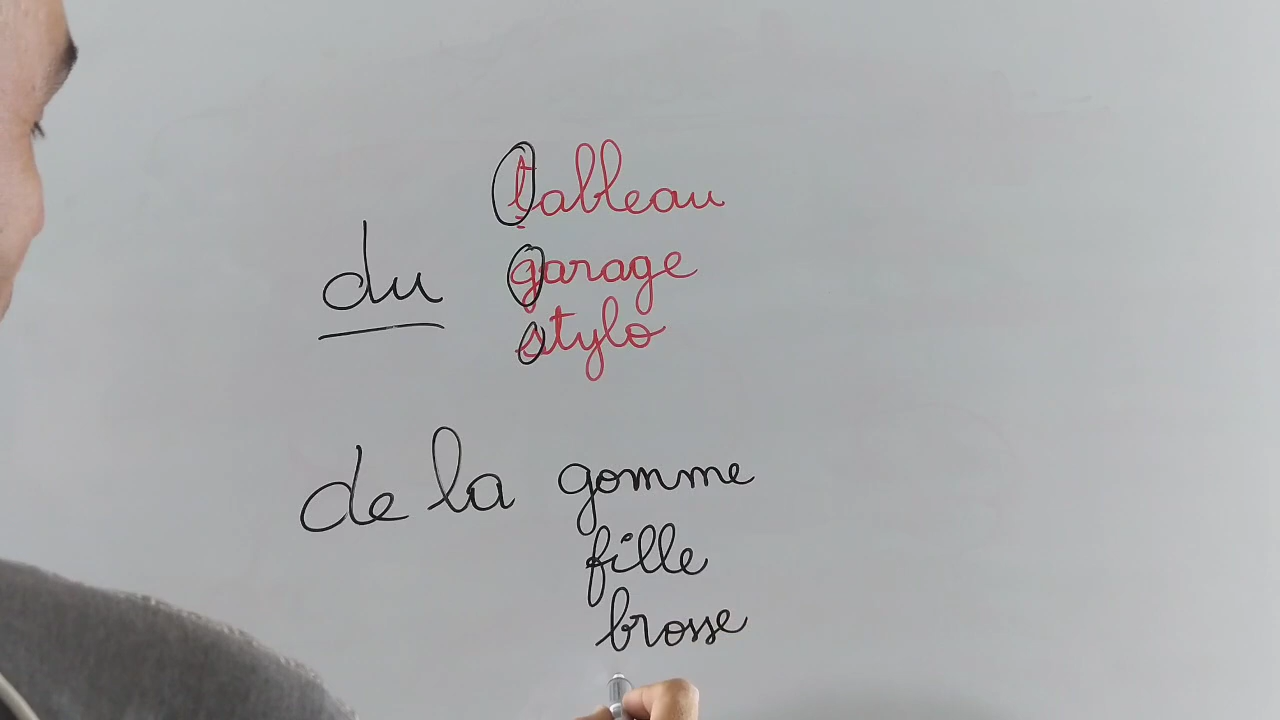 tableau
du garage
stylo
de la gomme
fille
brosse